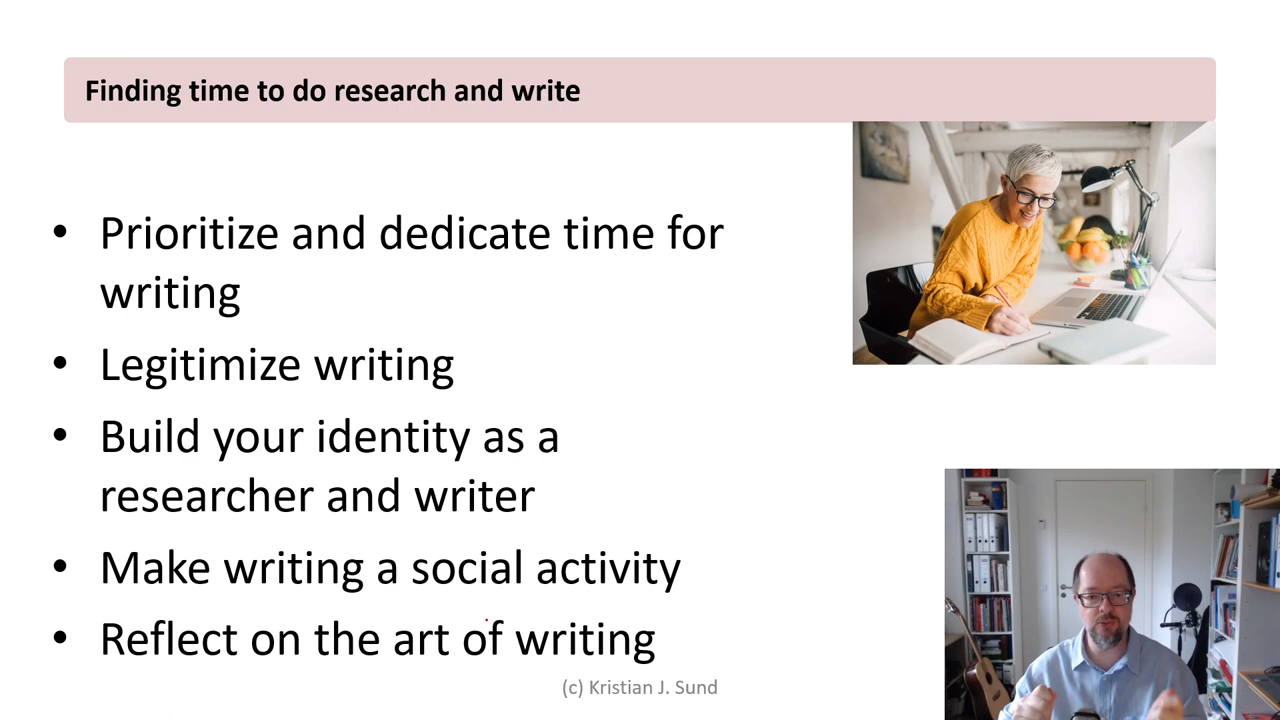 Finding time to do research and write
• Prioritize and dedicate time for
writing
• Legitimize writing
• Build your identity as a
researcher and writer
• Make writing a social activity
• Reflect on the art of writing
(c) Kristian J. Sund